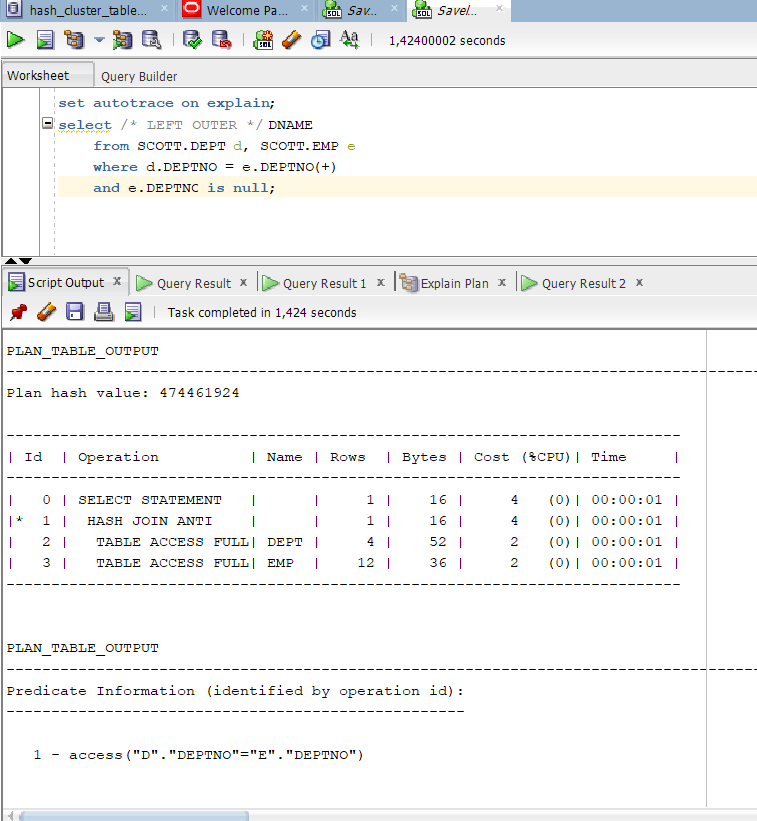 hash_cluster_table... Welcome Pa... Sav... SaveI...
1,42400002 seconds
Worksheet Query Builder
set autotrace on explain;
select /* LEFT OUTER */ DNAME
from SCOTT.DEPT d, SCOTT.EMP e
where d.DEPTNO = e.DEPTNO(+)
and e.DEPTNO is null;
Script Output x Query Result x Query Result 1 x Explain Plan x Query Result 2 x
Task completed in 1,424 seconds
PLAN_TABLE_OUTPUT
--------------------------------------------------------------------------------
Plan hash value: 474461924
---------------------------------------------------------------------------
| Id  | Operation          | Name | Rows  | Bytes | Cost (%CPU)| Time     |
---------------------------------------------------------------------------
|   0 | SELECT STATEMENT   |      |     1 |    16 |     4   (0)| 00:00:01 |
|*  1 |  HASH JOIN ANTI    |      |     1 |    16 |     4   (0)| 00:00:01 |
|   2 |   TABLE ACCESS FULL| DEPT |     4 |    52 |     2   (0)| 00:00:01 |
|   3 |   TABLE ACCESS FULL| EMP  |    12 |    36 |     2   (0)| 00:00:01 |
---------------------------------------------------------------------------
PLAN_TABLE_OUTPUT
--------------------------------------------------------------------------------
Predicate Information (identified by operation id):
---------------------------------------------------
1 - access("D"."DEPTNO"="E"."DEPTNO")